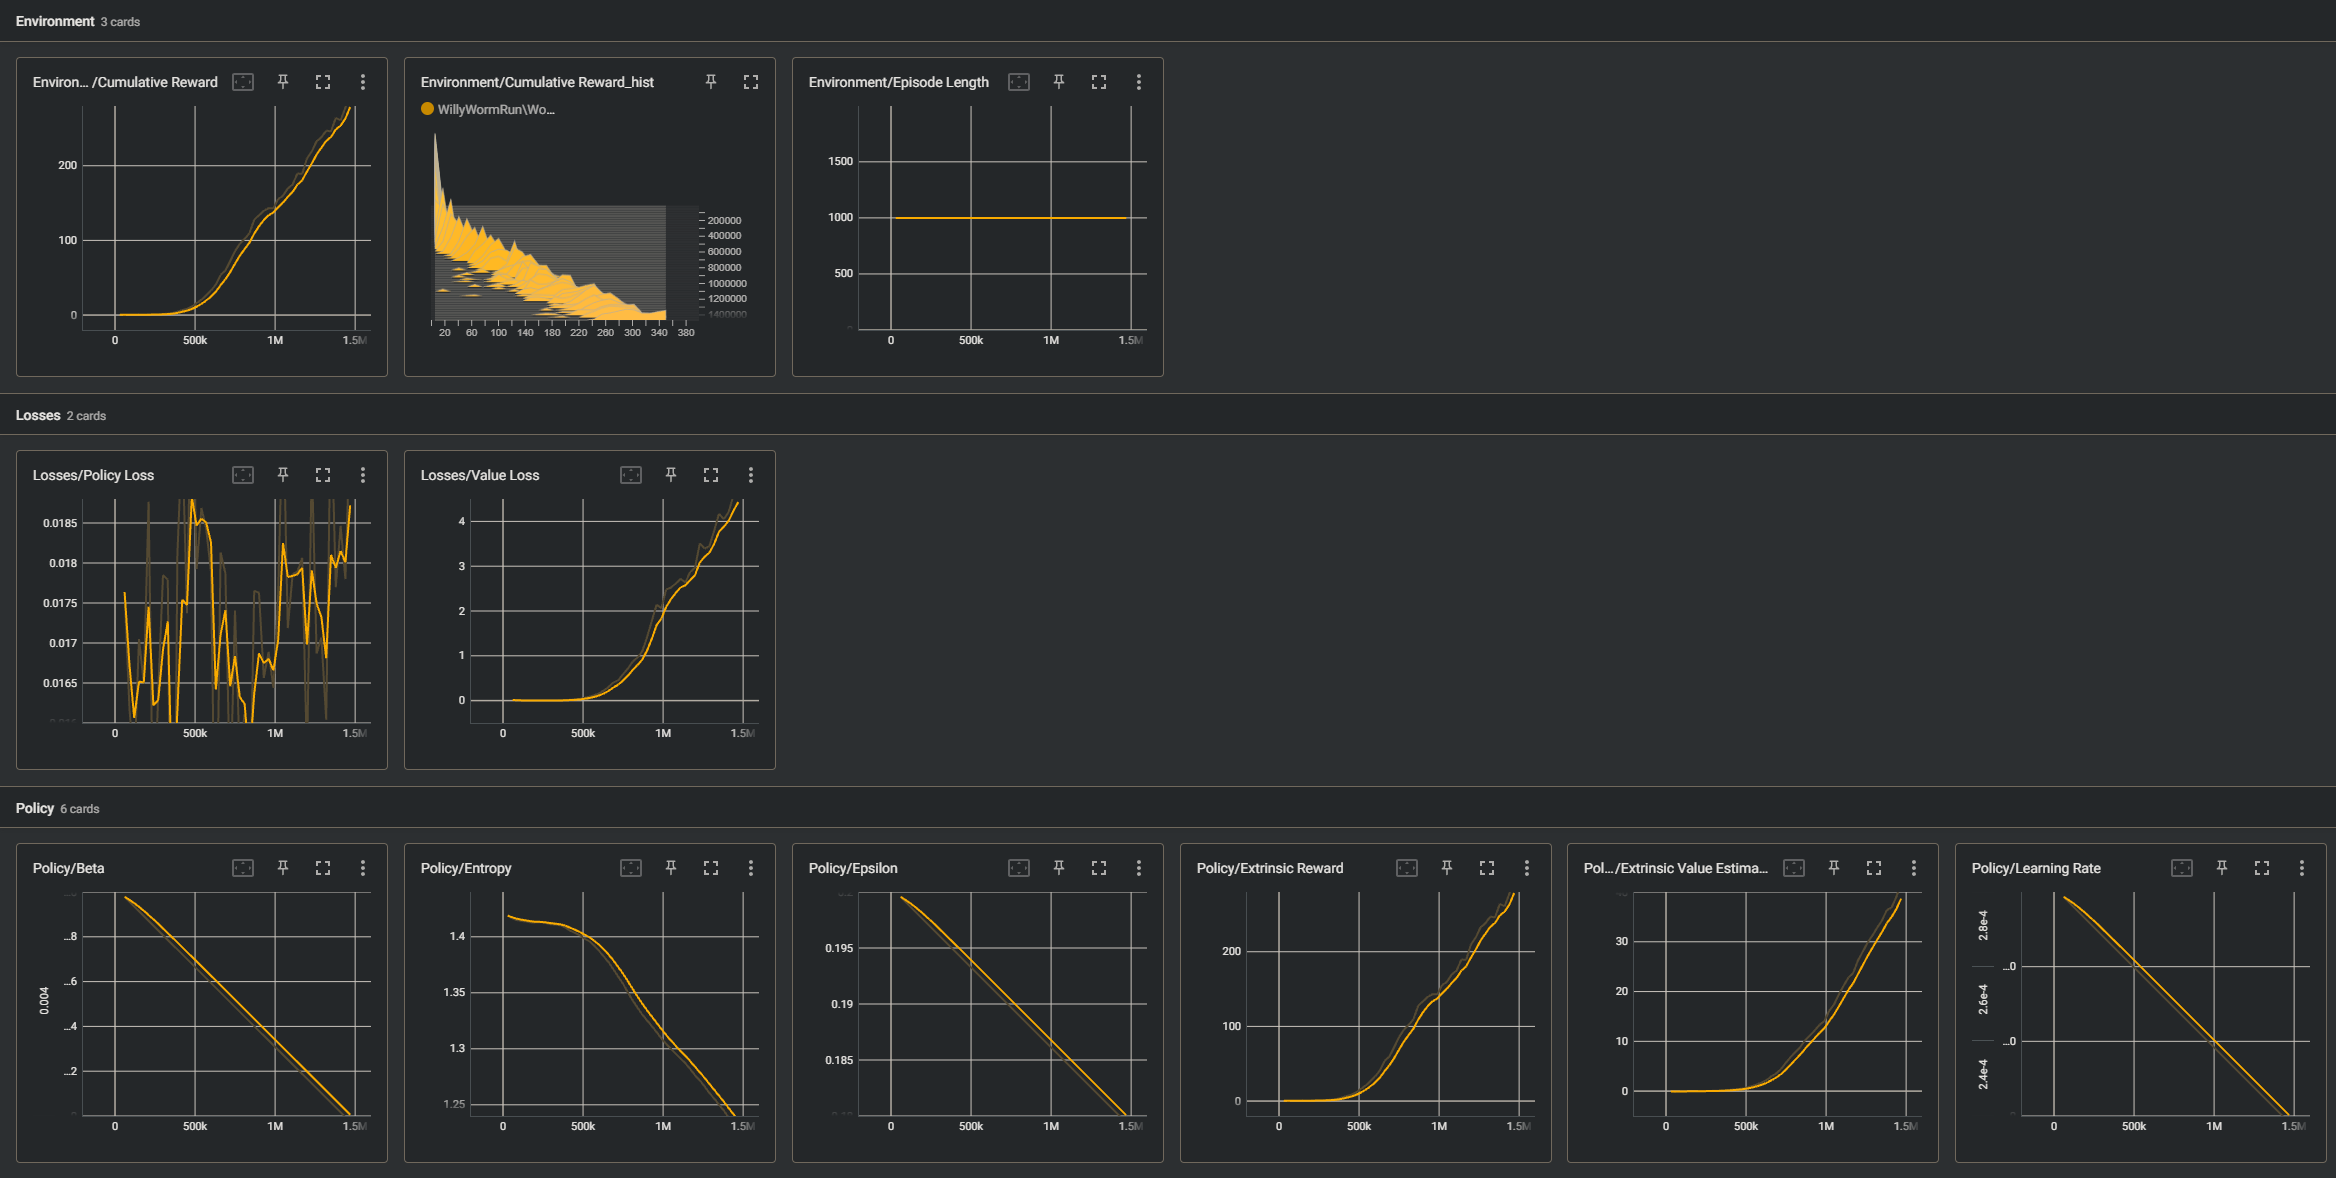 Environment 3 cards
Environ... /Cumulative Reward
200
100
0
0 500k 1M 1.5M
Environment/Cumulative Reward_hist
WillyWormRun\Wo...
200000
400000
600000
800000
1000000
1200000
1400000
20 60 100 140 180 220 260 300 340 380
Environment/Episode Length
1500
1000
500
0 500k 1M 1.5M
Losses 2 cards
Losses/Policy Loss
0.0185
0.018
0.0175
0.017
0.0165
0 500k 1M 1.5M
Losses/Value Loss
4
3
2
1
0
0 500k 1M 1.5M
Policy 6 cards
Policy/Beta
...8
...6
...4
...2
0.004
0 500k 1M 1.5M
Policy/Entropy
1.4
1.35
1.3
1.25
0 500k 1M 1.5M
Policy/Epsilon
0.195
0.19
0.185
0 500k 1M 1.5M
Policy/Extrinsic Reward
200
100
0
0 500k 1M 1.5M
Pol.../Extrinsic Value Estima...
30
20
10
0
0 500k 1M 1.5M
Policy/Learning Rate
2.8e-4
...0
2.6e-4
...0
2.4e-4
0 500k 1M 1.5M